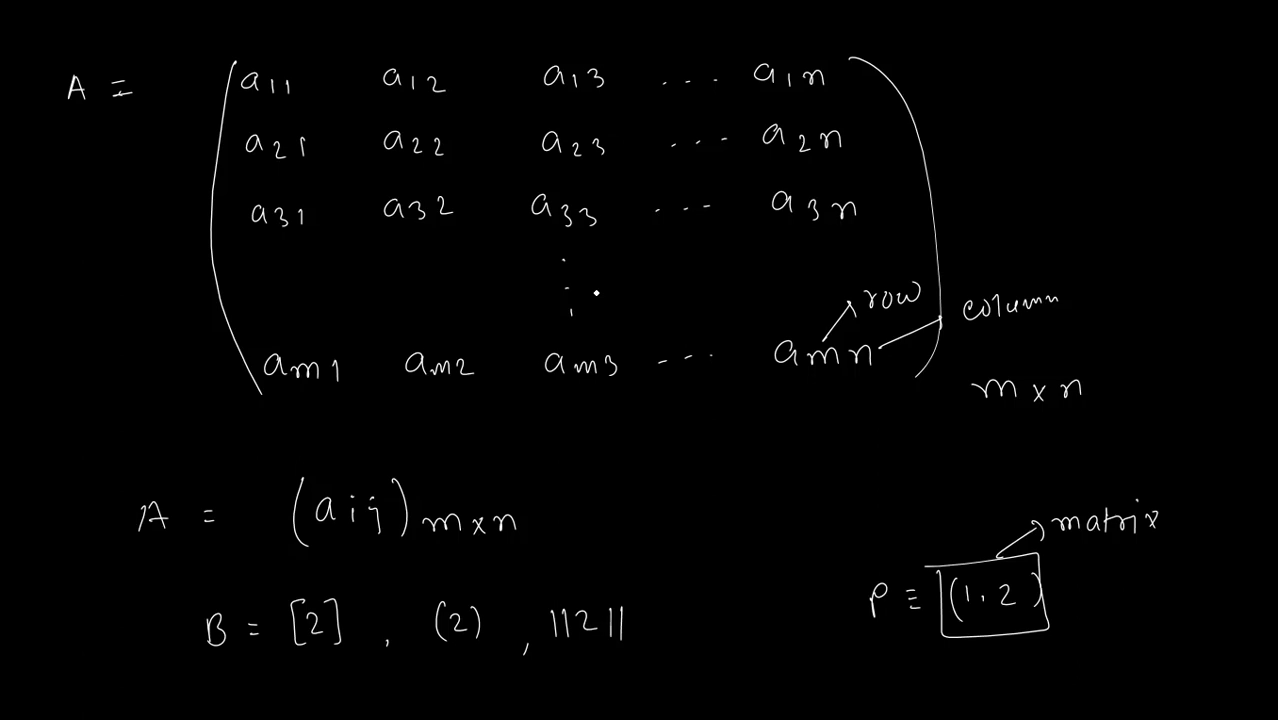 A = ( a11 a12 a13 ... a1n
a21 a22 a23 ... a2n
a31 a32 a33 ... a3n
⋮
row
column
am1 am2 am3 ... amn )
m x n
A = (aij) m x n
matrix
P ≡ (1, 2)
B = [2] , (2) , ||2||